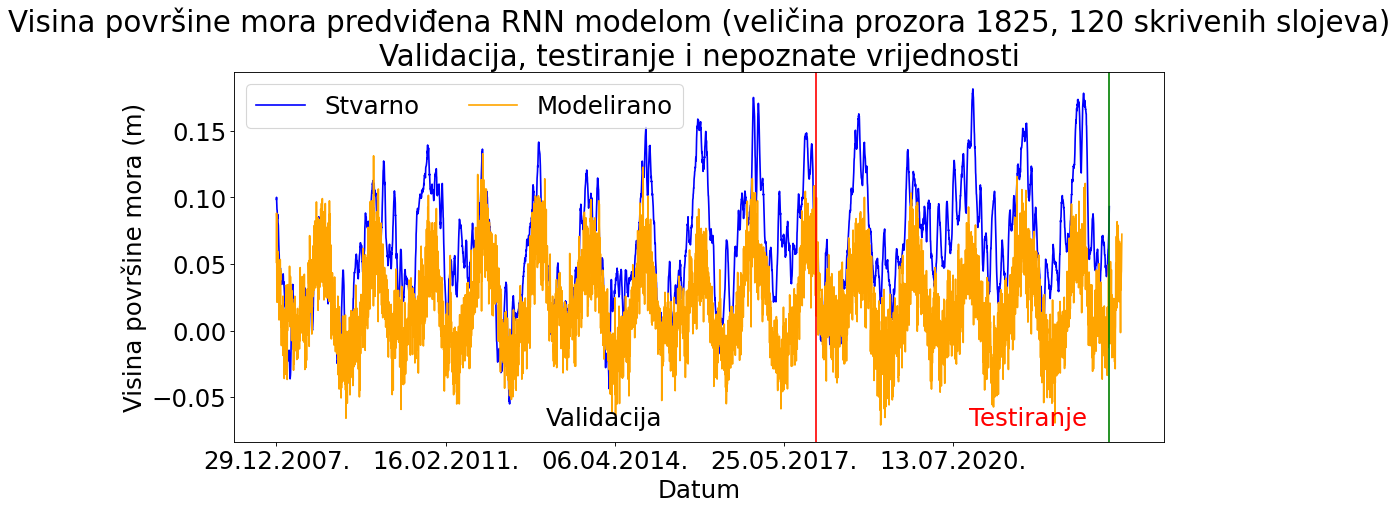 Visina površine mora predviđena RNN modelom (veličina prozora 1825, 120 skrivenih slojeva)
Validacija, testiranje i nepoznate vrijednosti
Stvarno
Modelirano
Visina površine mora (m)
0.15
0.10
0.05
0.00
−0.05
Validacija
Testiranje
29.12.2007.
16.02.2011.
06.04.2014.
25.05.2017.
13.07.2020.
Datum